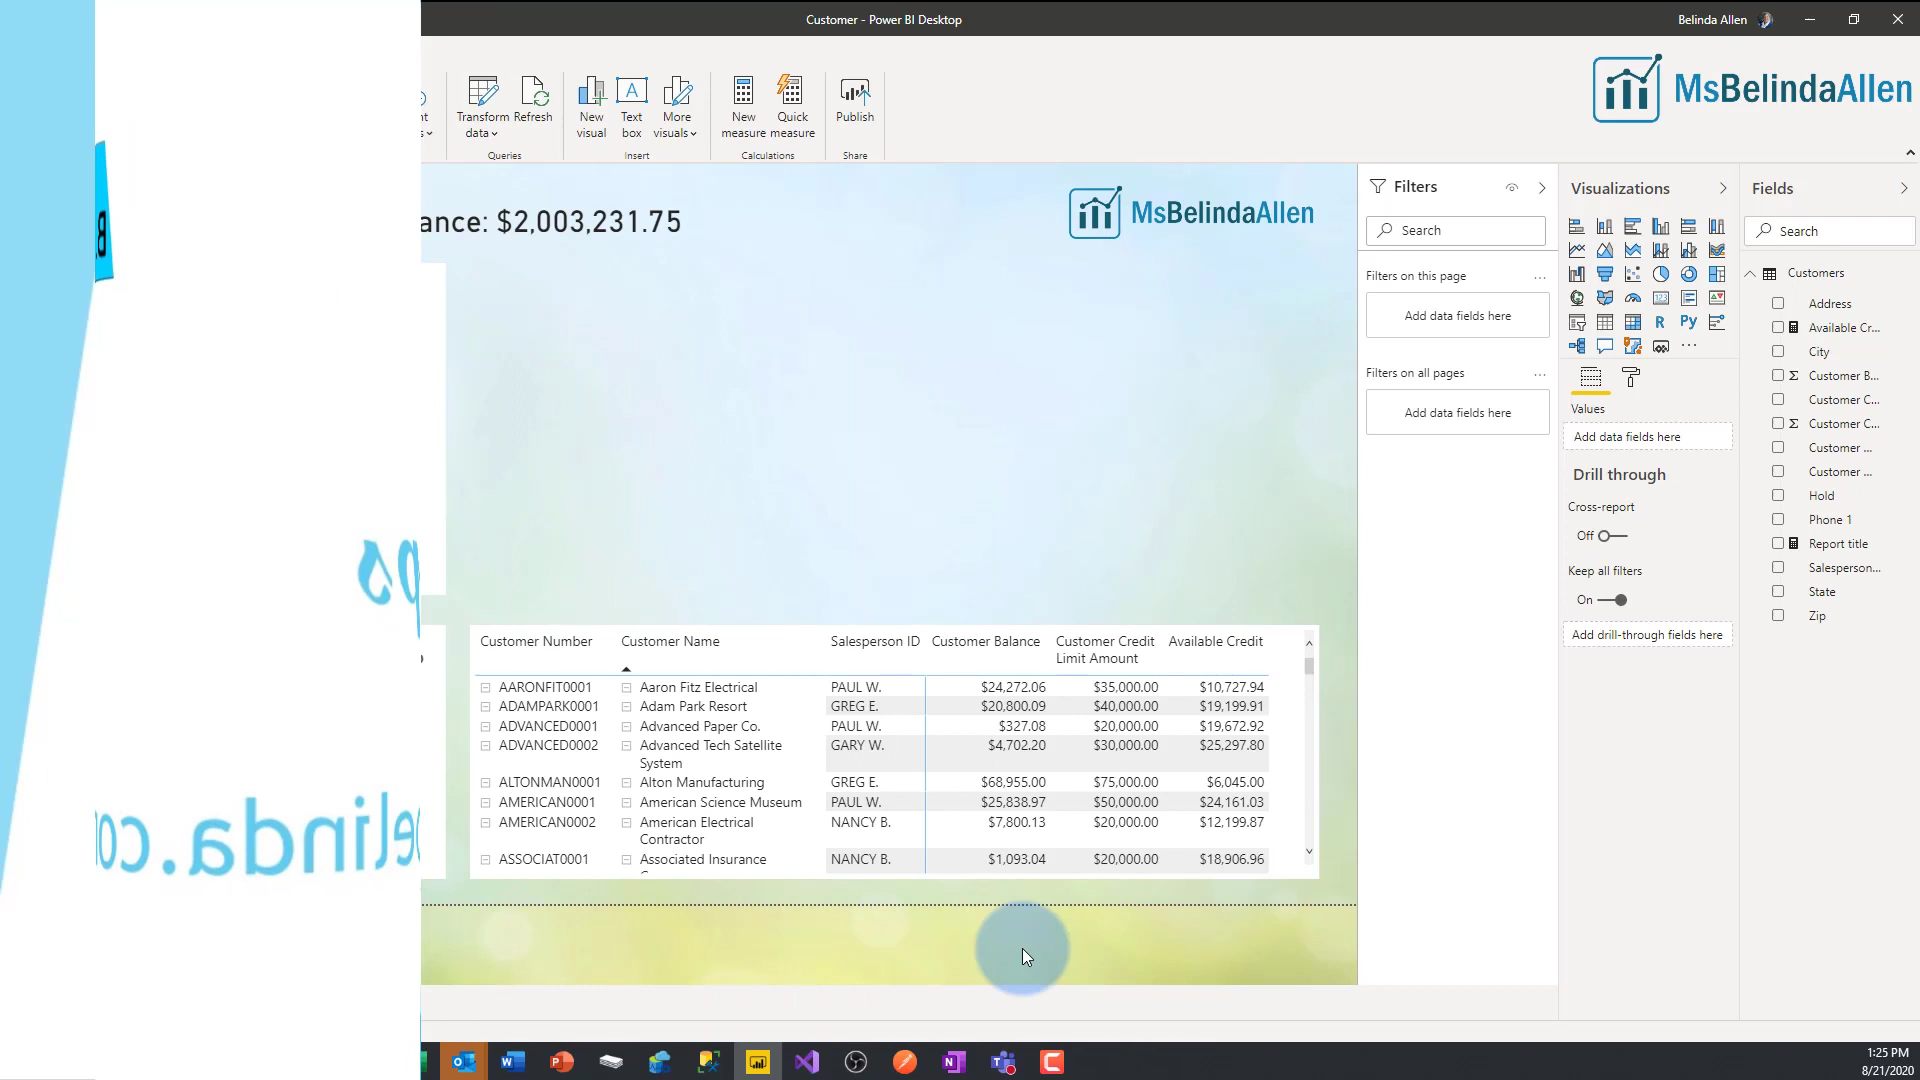 Customer - Power BI Desktop
Belinda Allen
MsBelindaAllen
Transform data
Refresh
New visual
Text box
More visuals
New measure
Quick measure
Publish
Queries
Insert
Calculations
Share
ance: $2,003,231.75
MsBelindaAllen
Filters
Search
Filters on this page
...
Add data fields here
Filters on all pages
...
Add data fields here
Visualizations
R
Py
...
Values
Add data fields here
Drill through
Cross-report
Off
Keep all filters
On
Add drill-through fields here
Fields
Search
Customers
Address
Available Cr...
City
Customer B...
Customer C...
Customer C...
Customer ...
Customer ...
Hold
Phone 1
Report title
Salesperson...
State
Zip
Customer Number Customer Name Salesperson ID Customer Balance Customer Credit Available Credit
Limit Amount
AARONFIT0001 Aaron Fitz Electrical PAUL W. $24,272.06 $35,000.00 $10,727.94
ADAMPARK0001 Adam Park Resort GREG E. $20,800.09 $40,000.00 $19,199.91
ADVANCED0001 Advanced Paper Co. PAUL W. $327.08 $20,000.00 $19,672.92
ADVANCED0002 Advanced Tech Satellite GARY W. $4,702.20 $30,000.00 $25,297.80
System
ALTONMAN0001 Alton Manufacturing GREG E. $68,955.00 $75,000.00 $6,045.00
AMERICAN0001 American Science Museum PAUL W. $25,838.97 $50,000.00 $24,161.03
AMERICAN0002 American Electrical NANCY B. $7,800.13 $20,000.00 $12,199.87
Contractor
ASSOCIAT0001 Associated Insurance NANCY B. $1,093.04 $20,000.00 $18,906.96
elinda.co
1:25 PM
8/21/2020